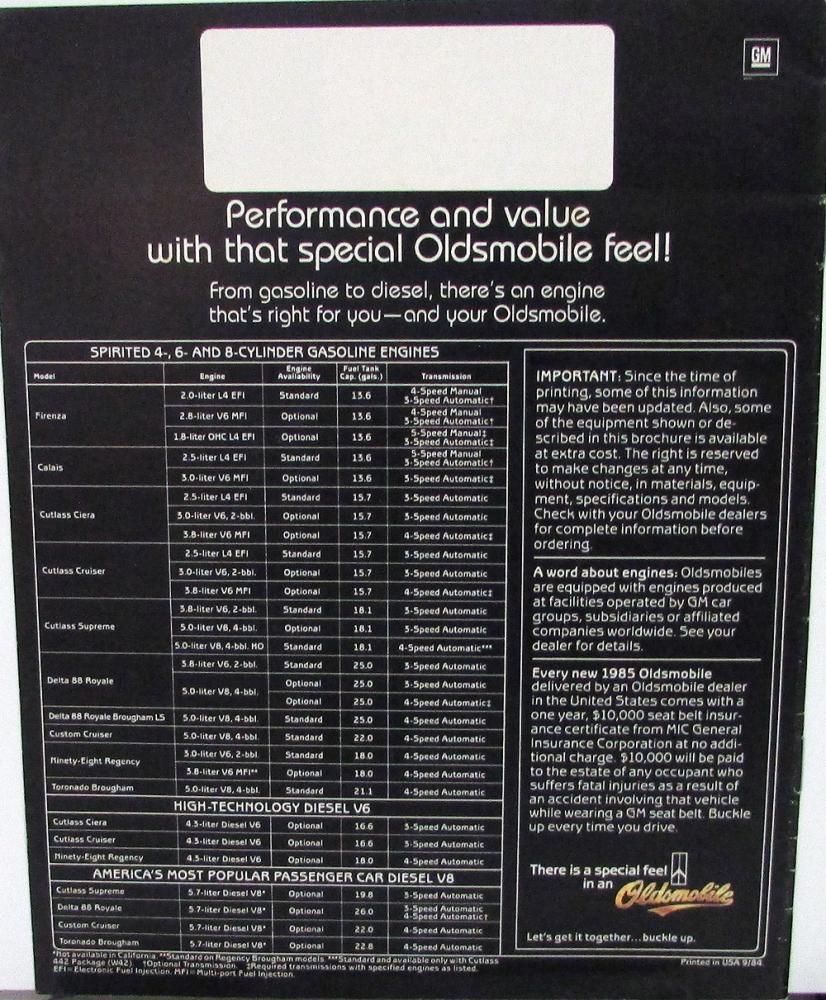 GM
Performance and value
with that special Oldsmobile feel!
From gasoline to diesel, there's an engine
that's right for you—and your Oldsmobile.
SPIRITED 4-, 6- AND 8-CYLINDER GASOLINE ENGINES
Model Engine Engine Availability Fuel Tank Cap. (gals.) Transmission
Firenza 2.0-liter L4 EFI Standard 13.6 4-Speed Manual 3-Speed Automatic†
2.8-liter V6 MFI Optional 13.6 4-Speed Manual 3-Speed Automatic†
1.8-liter OHC L4 EFI Optional 13.6 5-Speed Manual‡ 3-Speed Automatic‡
Calais 2.5-liter L4 EFI Standard 13.6 5-Speed Manual 3-Speed Automatic†
3.0-liter V6 MFI Optional 13.6 3-Speed Automatic‡
Cutlass Ciera 2.5-liter L4 EFI Standard 15.7 3-Speed Automatic
3.0-liter V6, 2-bbl. Optional 15.7 3-Speed Automatic
3.8-liter V6 MFI Optional 15.7 4-Speed Automatic‡
Cutlass Cruiser 2.5-liter L4 EFI Standard 15.7 3-Speed Automatic
3.0-liter V6, 2-bbl. Optional 15.7 3-Speed Automatic
3.8-liter V6 MFI Optional 15.7 4-Speed Automatic‡
Cutlass Supreme 3.8-liter V6, 2-bbl. Standard 18.1 3-Speed Automatic
5.0-liter V8, 4-bbl. Optional 18.1 3-Speed Automatic
5.0-liter V8, 4-bbl. HO Standard 18.1 4-Speed Automatic***
Delta 88 Royale 3.8-liter V6, 2-bbl. Standard 25.0 3-Speed Automatic
5.0-liter V8, 4-bbl. Optional 25.0 3-Speed Automatic
Optional 25.0 4-Speed Automatic‡
Delta 88 Royale Brougham LS 5.0-liter V8, 4-bbl. Standard 25.0 4-Speed Automatic
Custom Cruiser 5.0-liter V8, 4-bbl. Standard 22.0 4-Speed Automatic
Ninety-Eight Regency 3.0-liter V6, 2-bbl. Standard 18.0 4-Speed Automatic
3.8-liter V6 MFI** Optional 18.0 4-Speed Automatic
Toronado Brougham 5.0-liter V8, 4-bbl. Standard 21.1 4-Speed Automatic
HIGH-TECHNOLOGY DIESEL V6
Cutlass Ciera 4.3-liter Diesel V6 Optional 16.6 3-Speed Automatic
Cutlass Cruiser 4.3-liter Diesel V6 Optional 16.6 3-Speed Automatic
Ninety-Eight Regency 4.3-liter Diesel V6 Optional 18.0 4-Speed Automatic
AMERICA'S MOST POPULAR PASSENGER CAR DIESEL V8
Cutlass Supreme 5.7-liter Diesel V8* Optional 19.8 3-Speed Automatic
Delta 88 Royale 5.7-liter Diesel V8* Optional 26.0 3-Speed Automatic 4-Speed Automatic†
Custom Cruiser 5.7-liter Diesel V8* Optional 22.0 4-Speed Automatic
Toronado Brougham 5.7-liter Diesel V8* Optional 22.8 4-Speed Automatic
*Not available in California. **Standard on Regency Brougham models. ***Standard and available only with Cutlass
442 Package (W42). †Optional Transmission. ‡Required transmissions with specified engines as listed.
EFI=Electronic Fuel Injection. MFI=Multi-port Fuel Injection.
IMPORTANT: Since the time of
printing, some of this information
may have been updated. Also, some
of the equipment shown or de-
scribed in this brochure is available
at extra cost. The right is reserved
to make changes at any time,
without notice, in materials, equip-
ment, specifications and models.
Check with your Oldsmobile dealers
for complete information before
ordering.
A word about engines: Oldsmobiles
are equipped with engines produced
at facilities operated by GM car
groups, subsidiaries or affiliated
companies worldwide. See your
dealer for details.
Every new 1985 Oldsmobile
delivered by an Oldsmobile dealer
in the United States comes with a
one year, $10,000 seat belt insur-
ance certificate from MIC General
Insurance Corporation at no addi-
tional charge. $10,000 will be paid
to the estate of any occupant who
suffers fatal injuries as a result of
an accident involving that vehicle
while wearing a GM seat belt. Buckle
up every time you drive.
There is a special feel
in an Oldsmobile
Let's get it together...buckle up.
Printed in USA 9/84